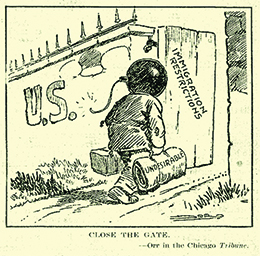 U.S.
IMMIGRATION
RESTRICTIONS
UNDESIRABLE
CLOSE THE GATE.
—Orr in the Chicago Tribune.